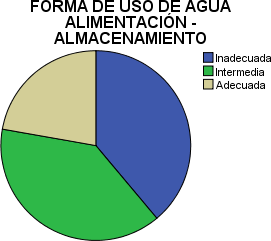 FORMA DE USO DE AGUA
ALIMENTACIÓN -
ALMACENAMIENTO
Inadecuada
Intermedia
Adecuada